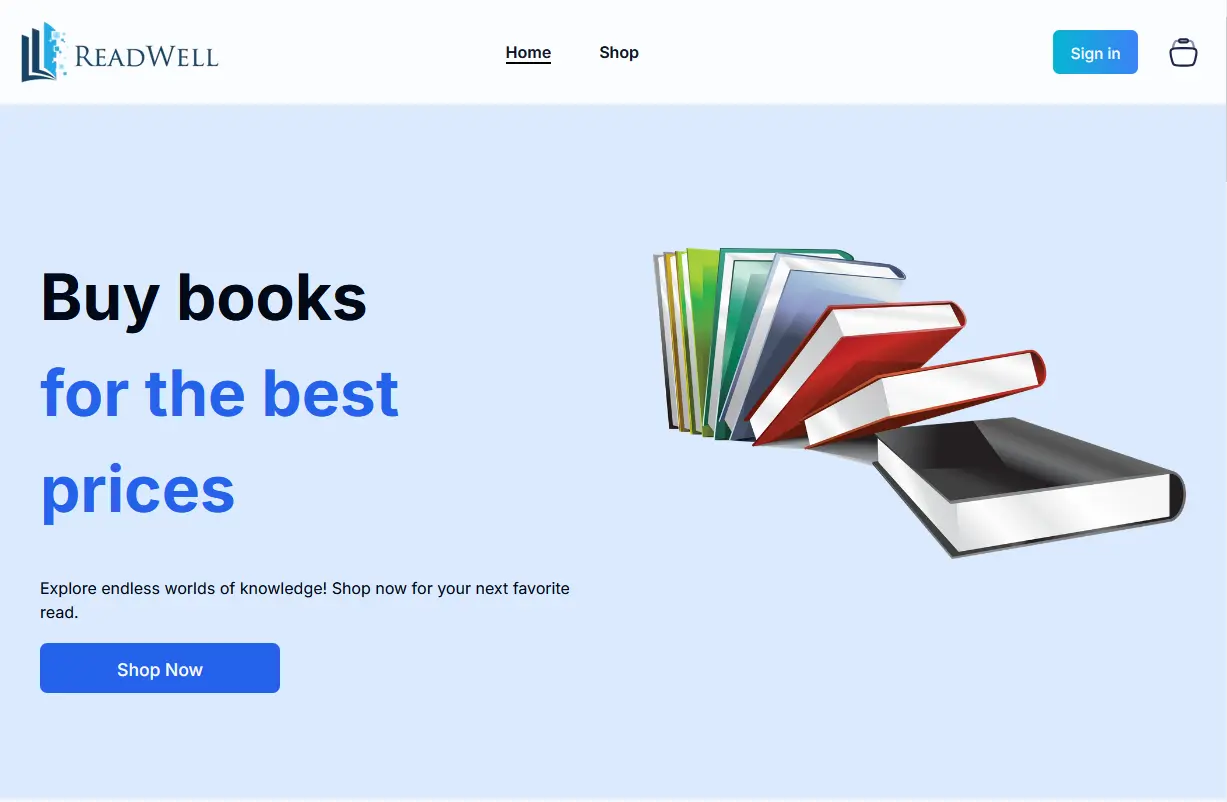 READWELL
Home
Shop
Sign in
Buy books
for the best
prices
Explore endless worlds of knowledge! Shop now for your next favorite
read.
Shop Now